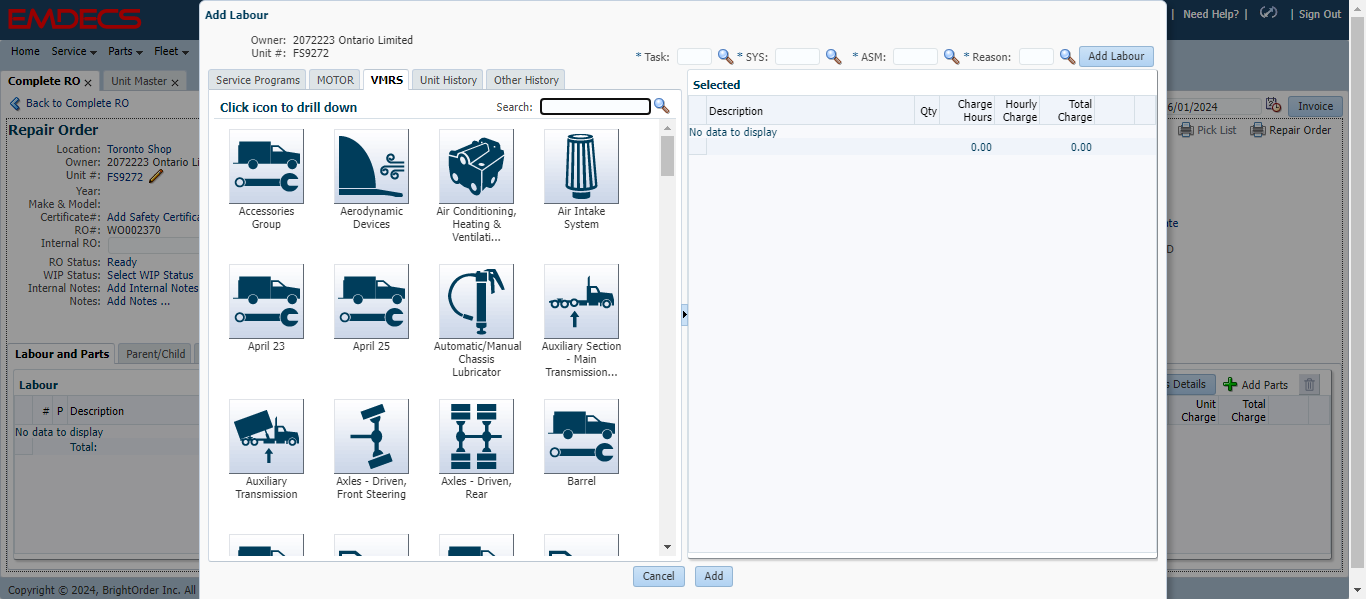 EMDECS
| Need Help? | | Sign Out
Home Service Parts Fleet
Complete RO x Unit Master x
Back to Complete RO
6/01/2024 Invoice
Repair Order
Pick List Repair Order
Location: Toronto Shop
Owner: 2072223 Ontario Li
Unit #: FS9272
Year:
Make & Model:
Certificate#: Add Safety Certifica
RO#: WO002370
Internal RO:
RO Status: Ready
WIP Status: Select WIP Status
Internal Notes: Add Internal Notes
Notes: Add Notes ...
Labour and Parts Parent/Child
Labour
# P Description
No data to display
Total:
s Details Add Parts
Unit Charge Total Charge
Copyright © 2024, BrightOrder Inc. All
Add Labour
Owner: 2072223 Ontario Limited
Unit #: FS9272
* Task: * SYS: * ASM: * Reason: Add Labour
Service Programs MOTOR VMRS Unit History Other History
Click icon to drill down Search:
Accessories
Group
Aerodynamic
Devices
Air Conditioning,
Heating &
Ventilati...
Air Intake
System
April 23
April 25
Automatic/Manual
Chassis
Lubricator
Auxiliary Section
- Main
Transmission...
Auxiliary
Transmission
Axles - Driven,
Front Steering
Axles - Driven,
Rear
Barrel
Selected
Description Qty Charge Hours Hourly Charge Total Charge
No data to display
0.00 0.00
Cancel Add